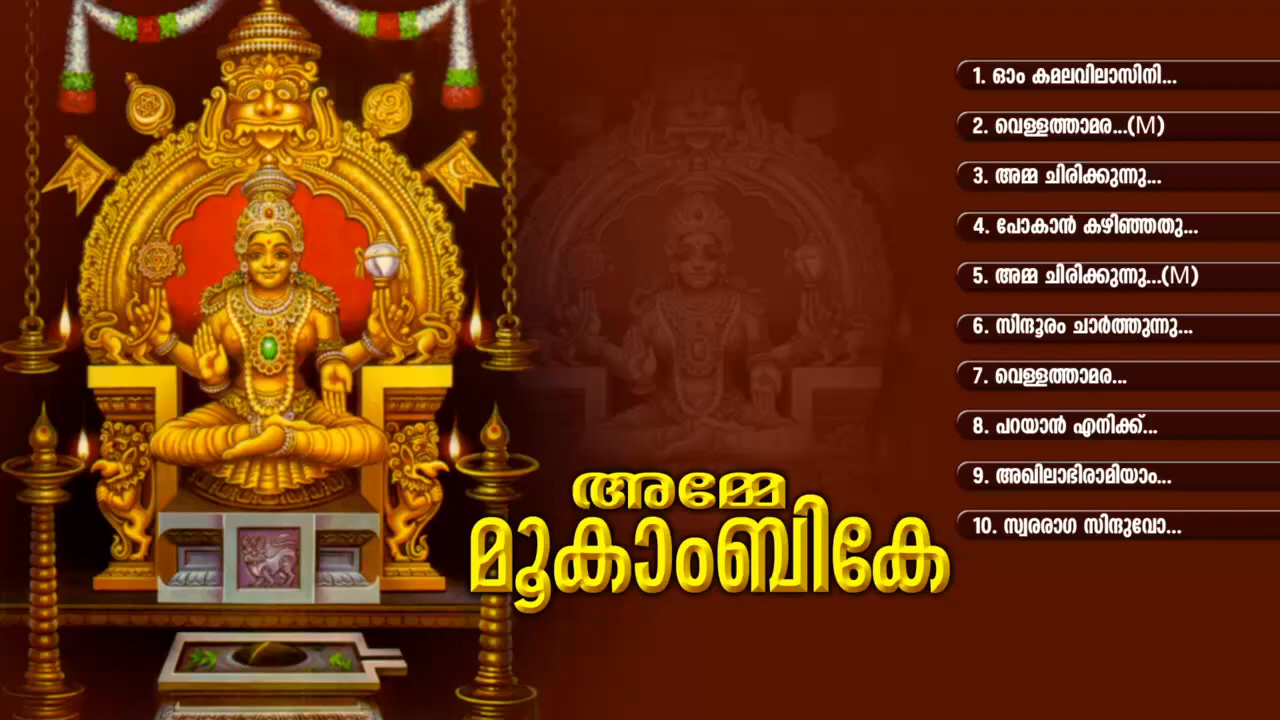 1. ഓം കമലവിലാസിനി...
2. വെള്ളത്താമര...(M)
3. അമ്മ ചിരിക്കുന്നു...
4. പോകാൻ കഴിഞ്ഞതു...
5. അമ്മ ചിരിക്കുന്നു...(M)
6. സിന്ദൂരം ചാർത്തുന്നു...
7. വെള്ളത്താമര...
8. പറയാൻ എനിക്ക്...
9. അഖിലാഭിരാമിയാം...
10. സ്വരരാഗ സിന്ദുവോ...
അമ്മേ
മൂകാംബികേ